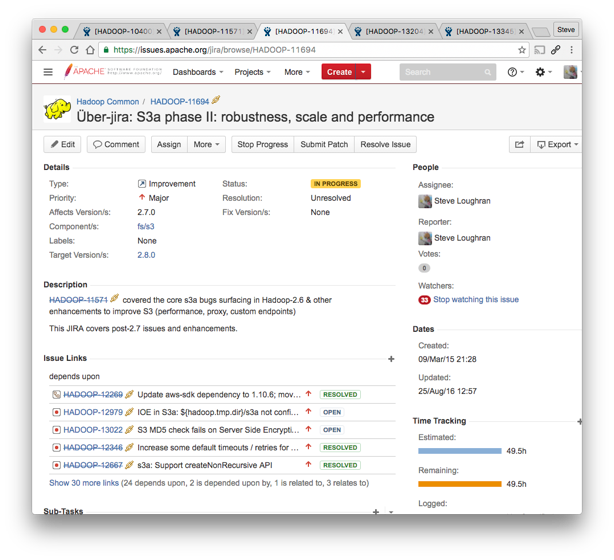 [HADOOP-1040
[HADOOP-1157
[HADOOP-11694
[HADOOP-1320
[HADOOP-1334
Steve
https://issues.apache.org/jira/browse/HADOOP-11694
APACHE
SOFTWARE FOUNDATION
http://www.apache.org/
Dashboards
Projects
More
Create
Search
Hadoop Common / HADOOP-11694
Über-jira: S3a phase II: robustness, scale and performance
Edit
Comment
Assign
More
Stop Progress
Submit Patch
Resolve Issue
Export
Details
Type: Improvement
Status: IN PROGRESS
Priority: Major
Resolution: Unresolved
Affects Version/s: 2.7.0
Fix Version/s: None
Component/s: fs/s3
Labels: None
Target Version/s: 2.8.0
Description
HADOOP-11571 covered the core s3a bugs surfacing in Hadoop-2.6 & other
enhancements to improve S3 (performance, proxy, custom endpoints)
This JIRA covers post-2.7 issues and enhancements.
Issue Links
depends upon
HADOOP-12269 Update aws-sdk dependency to 1.10.6; mov... RESOLVED
HADOOP-12979 IOE in S3a: ${hadoop.tmp.dir}/s3a not confi... OPEN
HADOOP-13022 S3 MD5 check fails on Server Side Encrypti... OPEN
HADOOP-12346 Increase some default timeouts / retries for ... RESOLVED
HADOOP-12667 s3a: Support createNonRecursive API RESOLVED
Show 30 more links (24 depends upon, 2 is depended upon by, 1 is related to, 3 relates to)
Sub-Tasks
People
Assignee:
Steve Loughran
Reporter:
Steve Loughran
Votes:
0
Watchers:
33 Stop watching this issue
Dates
Created:
09/Mar/15 21:28
Updated:
25/Aug/16 12:57
Time Tracking
Estimated:
49.5h
Remaining:
49.5h
Logged: